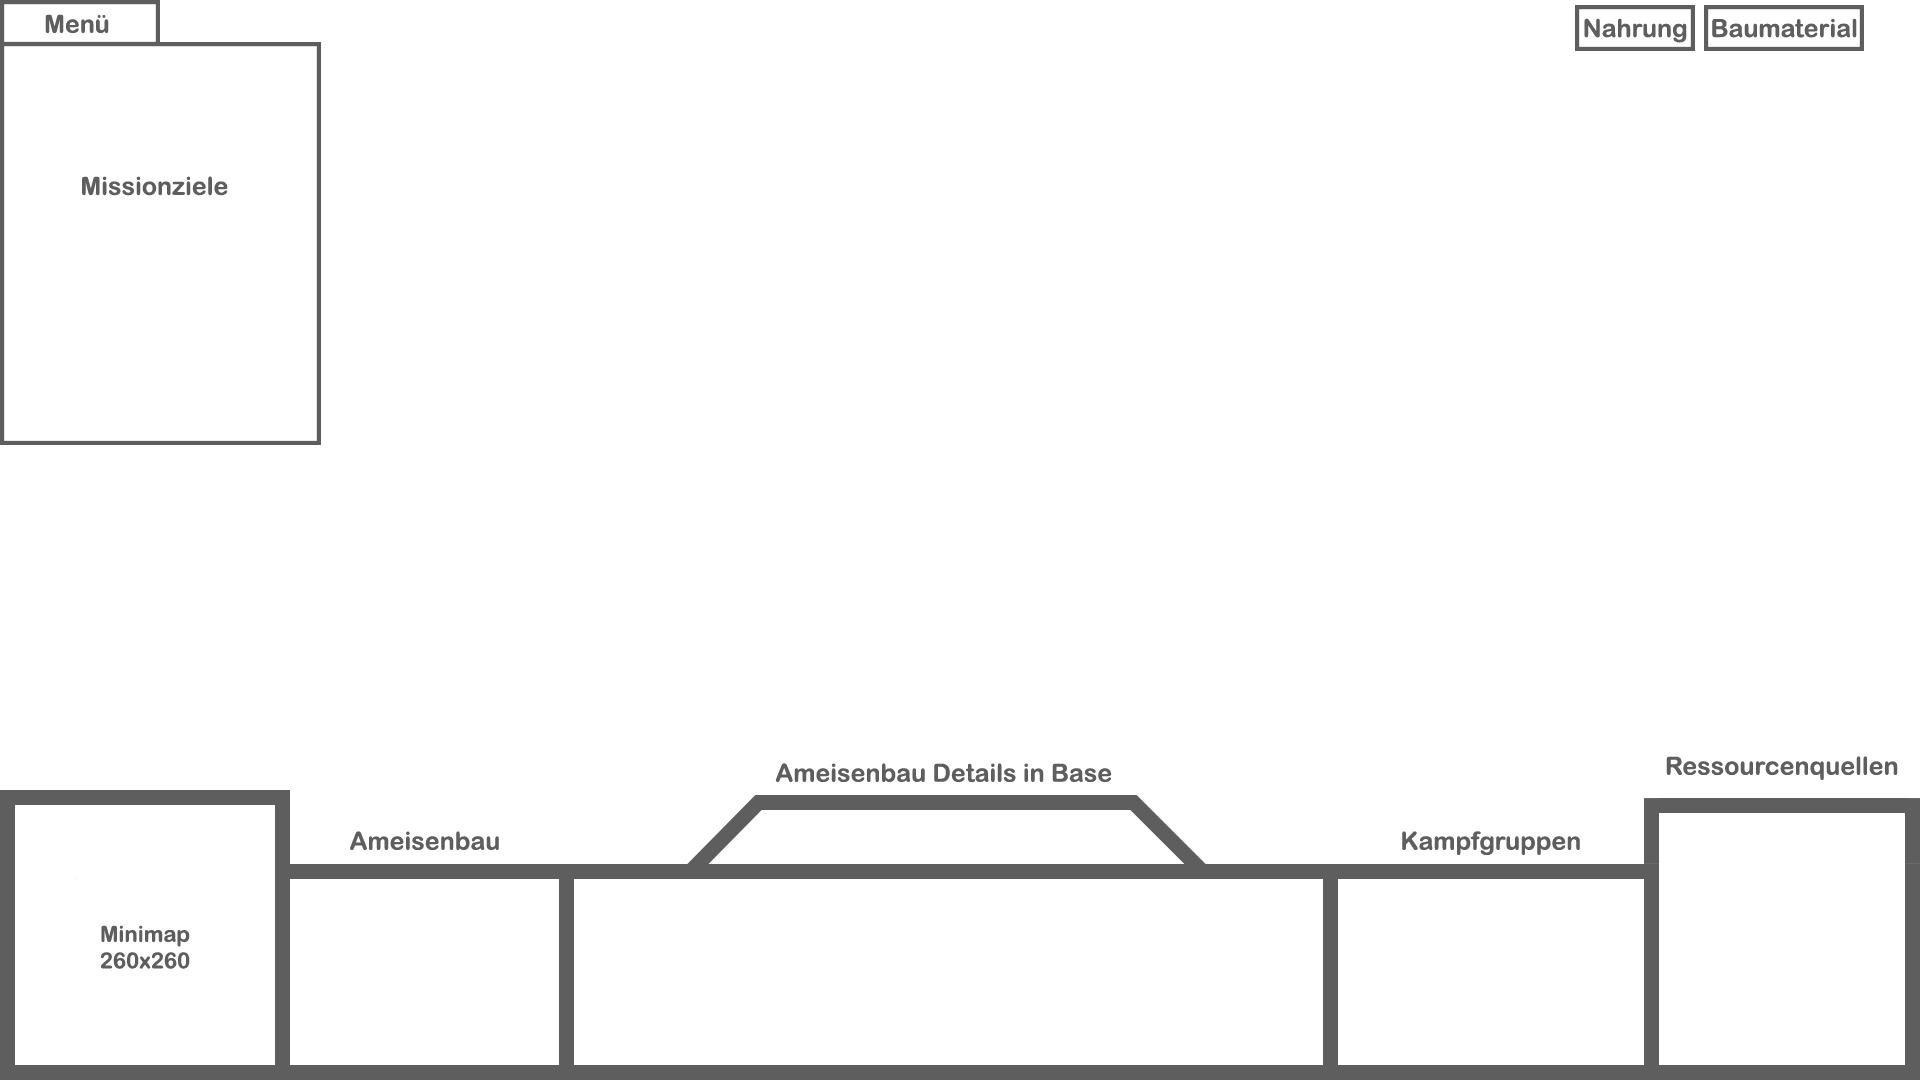 Menü
Nahrung
Baumaterial
Missionziele
Ressourcenquellen
Ameisenbau Details in Base
Ameisenbau
Kampfgruppen
Minimap
260x260